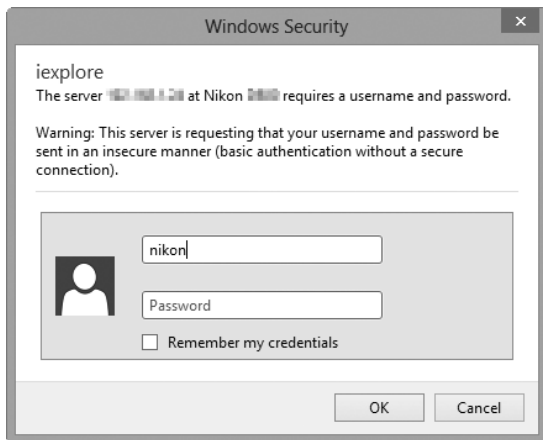 Windows Security
iexplore
The server at Nikon requires a username and password.
Warning: This server is requesting that your username and password be
sent in an insecure manner (basic authentication without a secure
connection).
nikon
Password
Remember my credentials
OK
Cancel